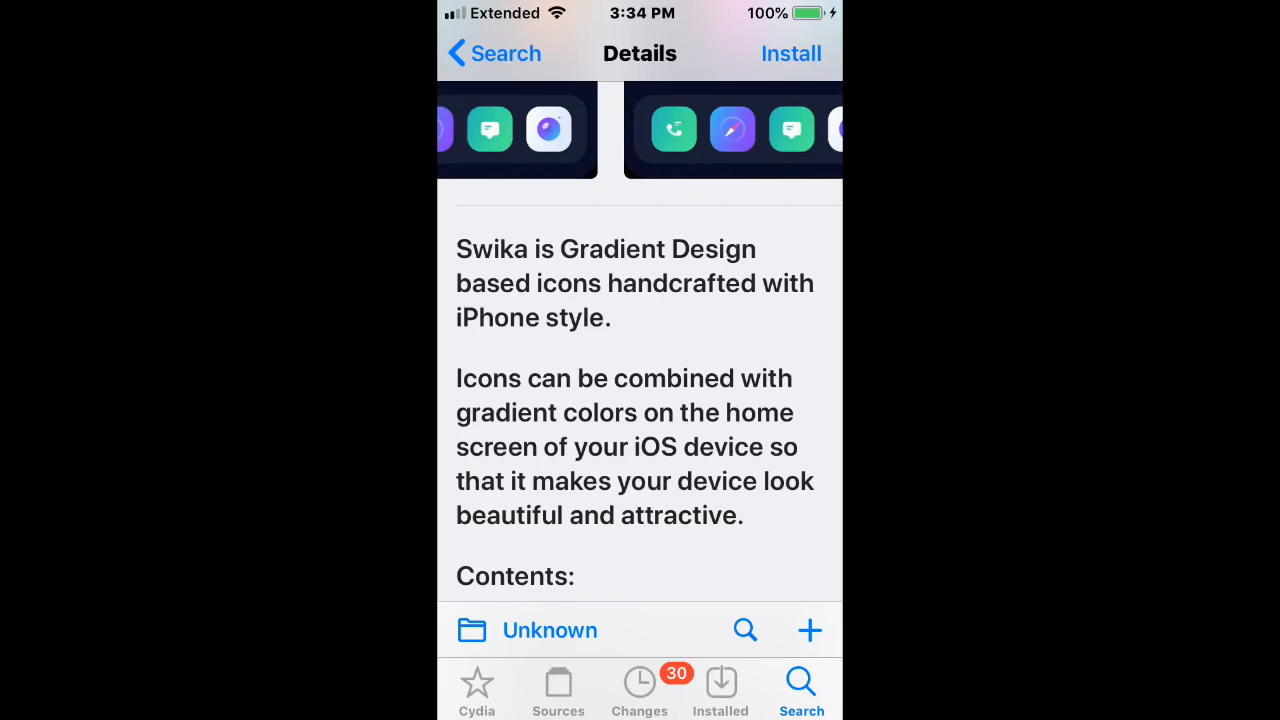 Extended 3:34 PM 100%
Search Details Install
Swika is Gradient Design
based icons handcrafted with
iPhone style.
Icons can be combined with
gradient colors on the home
screen of your iOS device so
that it makes your device look
beautiful and attractive.
Contents:
Unknown
30
Cydia Sources Changes Installed Search